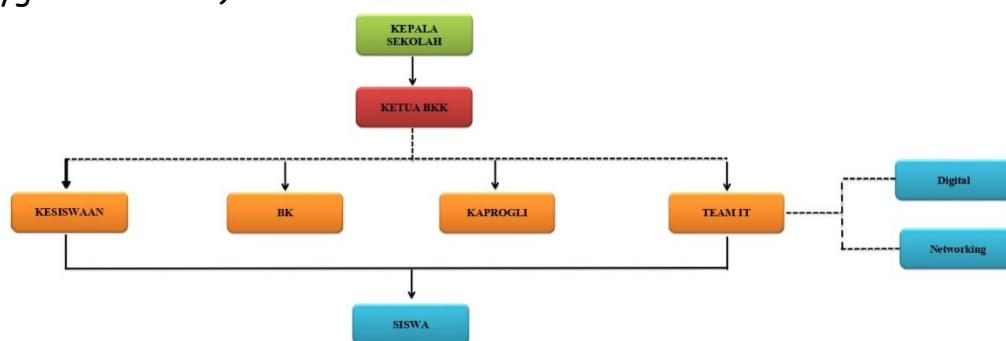 KEPALA
SEKOLAH
KETUA BKK
KESISWAAN
BK
KAPROGLI
TEAM IT
Digital
Networking
SISWA